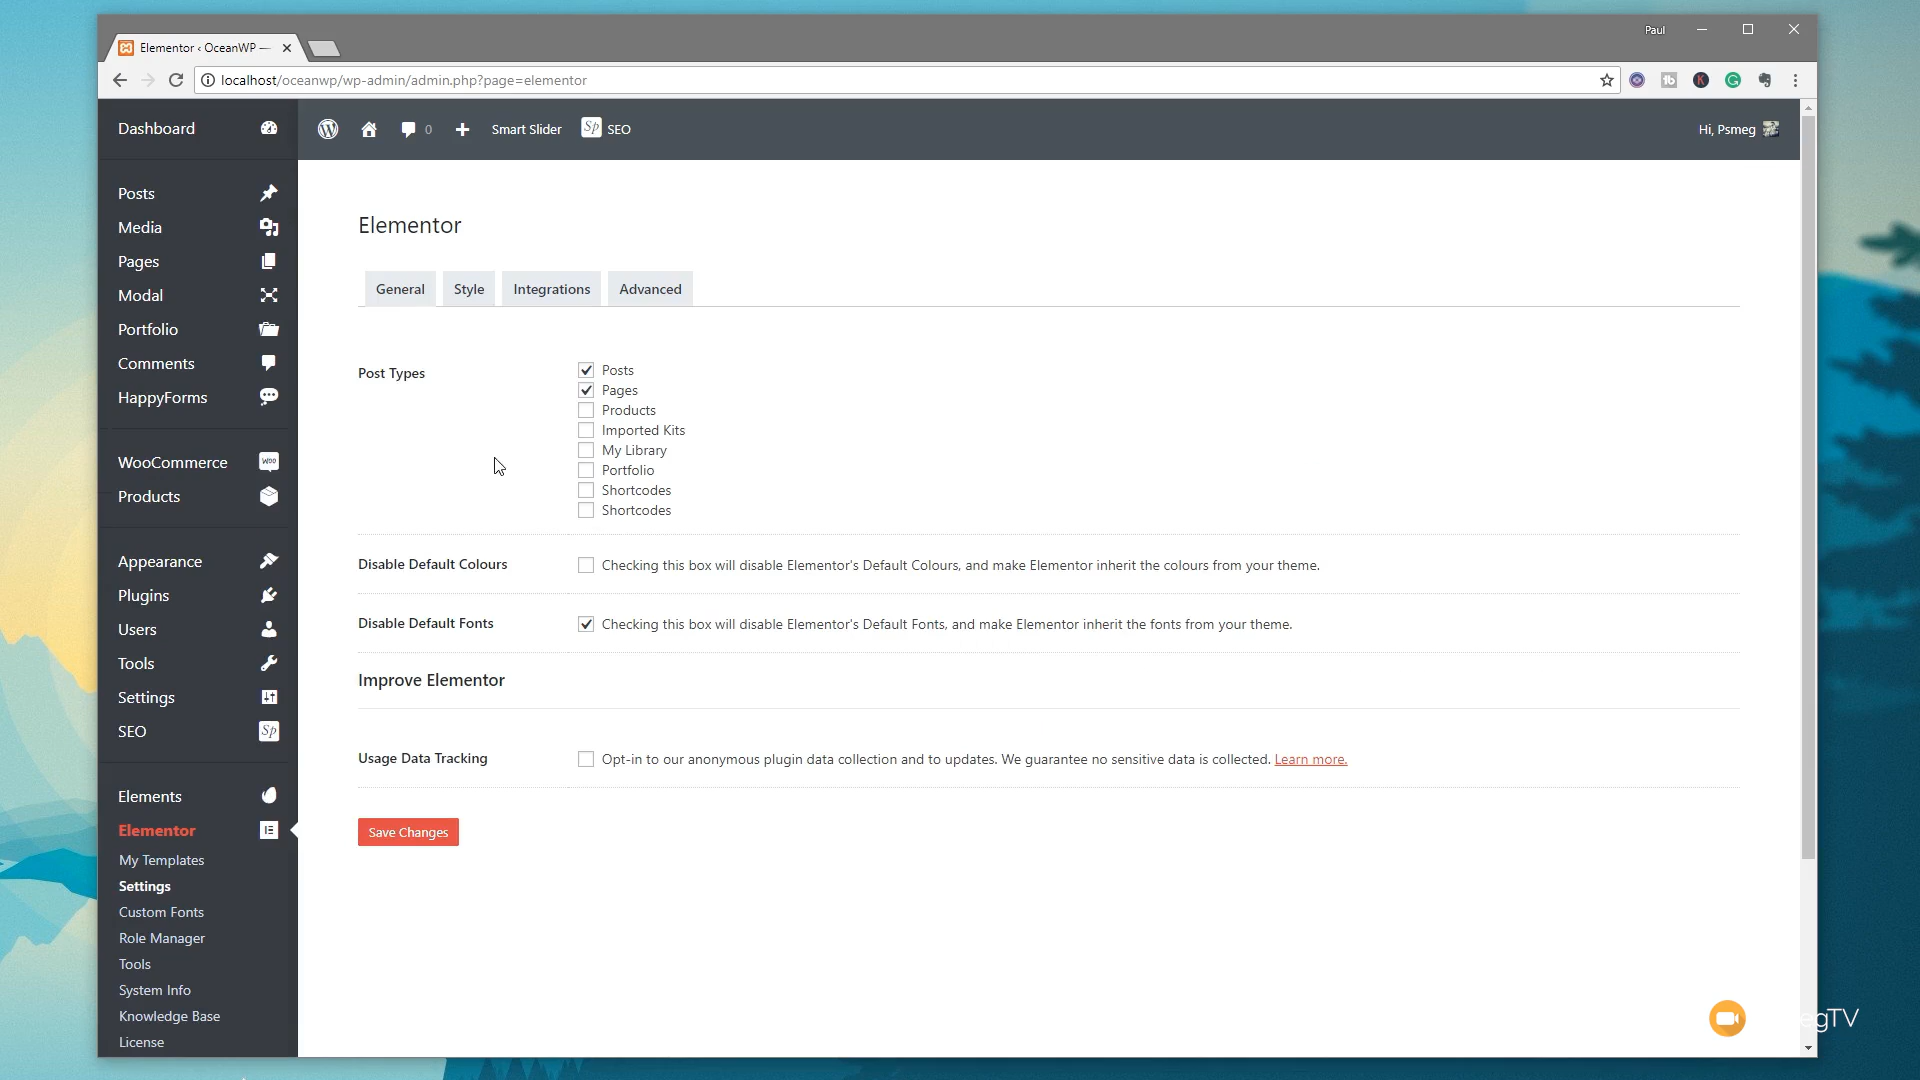 Paul
Elementor ‹ OceanWP —
localhost/oceanwp/wp-admin/admin.php?page=elementor
Dashboard
0
Smart Slider
Sp SEO
Hi, Psmeg
Posts
Media
Pages
Modal
Portfolio
Comments
HappyForms
WooCommerce
Woo
Products
Appearance
Plugins
Users
Tools
Settings
SEO
Sp
Elements
Elementor
My Templates
Settings
Custom Fonts
Role Manager
Tools
System Info
Knowledge Base
License
Elementor
General
Style
Integrations
Advanced
Post Types
Posts
Pages
Products
Imported Kits
My Library
Portfolio
Shortcodes
Shortcodes
Disable Default Colours
Checking this box will disable Elementor's Default Colours, and make Elementor inherit the colours from your theme.
Disable Default Fonts
Checking this box will disable Elementor's Default Fonts, and make Elementor inherit the fonts from your theme.
Improve Elementor
Usage Data Tracking
Opt-in to our anonymous plugin data collection and to updates. We guarantee no sensitive data is collected. Learn more.
Save Changes
gTV